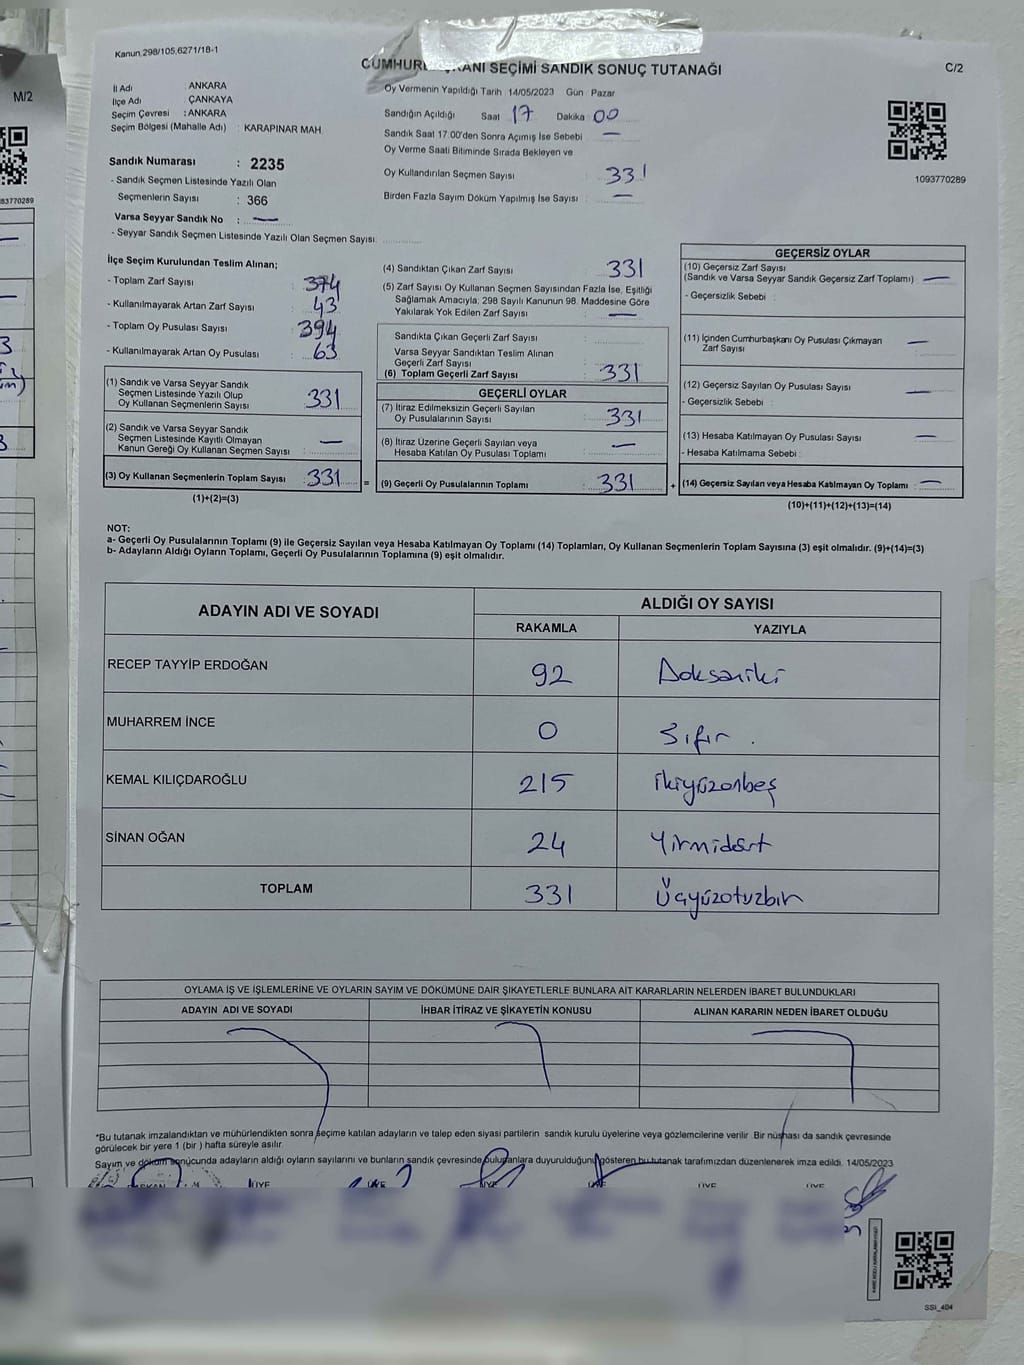 Kanun 298/105,6271/18-1
CUMHUR ANI SEÇİMİ SANDIK SONUÇ TUTANAĞI
C/2
M/2
İl Adı : ANKARA
İlçe Adı : ÇANKAYA
Seçim Çevresi : ANKARA
Seçim Bölgesi (Mahalle Adı) : KARAPINAR MAH.
Oy Vermenin Yapıldığı Tarih 14/05/2023 Gün : Pazar
Sandığın Açıldığı Saat 17 Dakika 00
Sandık Saat 17.00'den Sonra Açımış İse Sebebi —
Oy Verme Saati Bitiminde Sırada Bekleyen ve
Oy Kullandırılan Seçmen Sayısı : 331
Birden Fazla Sayım Döküm Yapılmış İse Sayısı : —
1093770289
93770289
Sandık Numarası : 2235
- Sandık Seçmen Listesinde Yazılı Olan
Seçmenlerin Sayısı : 366
Varsa Seyyar Sandık No : —
- Seyyar Sandık Seçmen Listesinde Yazılı Olan Seçmen Sayısı:
İlçe Seçim Kurulundan Teslim Alınan;
- Toplam Zarf Sayısı : 374
- Kullanılmayarak Artan Zarf Sayısı : 43
- Toplam Oy Pusulası Sayısı : 394
- Kullanılmayarak Artan Oy Pusulası : 63
(1) Sandık ve Varsa Seyyar Sandık
Seçmen Listesinde Yazılı Olup
Oy Kullanan Seçmenlerin Sayısı : 331
(2) Sandık ve Varsa Seyyar Sandık
Seçmen Listesinde Kayıtlı Olmayan
Kanun Gereği Oy Kullanan Seçmen Sayısı : —
(3) Oy Kullanan Seçmenlerin Toplam Sayısı : 331 =
(1)+(2)=(3)
(4) Sandıktan Çıkan Zarf Sayısı : 331
(5) Zarf Sayısı Oy Kullanan Seçmen Sayısından Fazla İse, Eşitliği
Sağlamak Amacıyla, 298 Sayılı Kanunun 98. Maddesine Göre
Yakılarak Yok Edilen Zarf Sayısı : —
Sandıkta Çıkan Geçerli Zarf Sayısı :
Varsa Seyyar Sandıktan Teslim Alınan
Geçerli Zarf Sayısı :
(6) Toplam Geçerli Zarf Sayısı : 331
GEÇERLİ OYLAR
(7) İtiraz Edilmeksizin Geçerli Sayılan
Oy Pusulalarının Sayısı : 331
(8) İtiraz Üzerine Geçerli Sayılan veya
Hesaba Katılan Oy Pusulası Toplamı : —
(9) Geçerli Oy Pusulalarının Toplamı : 331 +
GEÇERSİZ OYLAR
(10) Geçersiz Zarf Sayısı
(Sandık ve Varsa Seyyar Sandık Geçersiz Zarf Toplamı) : —
- Geçersizlik Sebebi :
(11) İçinden Cumhurbaşkanı Oy Pusulası Çıkmayan
Zarf Sayısı : —
(12) Geçersiz Sayılan Oy Pusulası Sayısı : —
- Geçersizlik Sebebi :
(13) Hesaba Katılmayan Oy Pusulası Sayısı : —
- Hesaba Katılmama Sebebi :
(14) Geçersiz Sayılan veya Hesaba Katılmayan Oy Toplamı : —
(10)+(11)+(12)+(13)=(14)
NOT:
a- Geçerli Oy Pusulalarının Toplamı (9) ile Geçersiz Sayılan veya Hesaba Katılmayan Oy Toplamı (14) Toplamları, Oy Kullanan Seçmenlerin Toplam Sayısına (3) eşit olmalıdır. (9)+(14)=(3)
b- Adayların Aldığı Oyların Toplamı, Geçerli Oy Pusulalarının Toplamına (9) eşit olmalıdır.
ADAYIN ADI VE SOYADI
ALDIĞI OY SAYISI
RAKAMLA YAZIYLA
RECEP TAYYİP ERDOĞAN 92 Doksaniki
MUHARREM İNCE 0 Sıfır .
KEMAL KILIÇDAROĞLU 215 İkiyüzonbeş
SİNAN OĞAN 24 Yirmidört
TOPLAM 331 Üçyüzotuzbir
OYLAMA İŞ VE İŞLEMLERİNE VE OYLARIN SAYIM VE DÖKÜMÜNE DAİR ŞİKAYETLERLE BUNLARA AİT KARARLARIN NELERDEN İBARET BULUNDUKLARI
ADAYIN ADI VE SOYADI İHBAR İTİRAZ VE ŞİKAYETİN KONUSU ALINAN KARARIN NEDEN İBARET OLDUĞU
*Bu tutanak imzalandıktan ve mühürlendikten sonra seçime katılan adayların ve talep eden siyasi partilerin sandık kurulu üyelerine veya gözlemcilerine verilir. Bir nüshası da sandık çevresinde
görülecek bir yere 1 (bir ) hafta süreyle asılır.
Sayım ve döküm sonucunda adayların aldığı oyların sayılarını ve bunların sandık çevresinde bulunanlara duyurulduğunu gösteren bu tutanak tarafımızdan düzenlenerek imza edildi. 14/05/2023
ÜYE ÜYE ÜYE ÜYE ÜYE ÜYE
SSİ_404